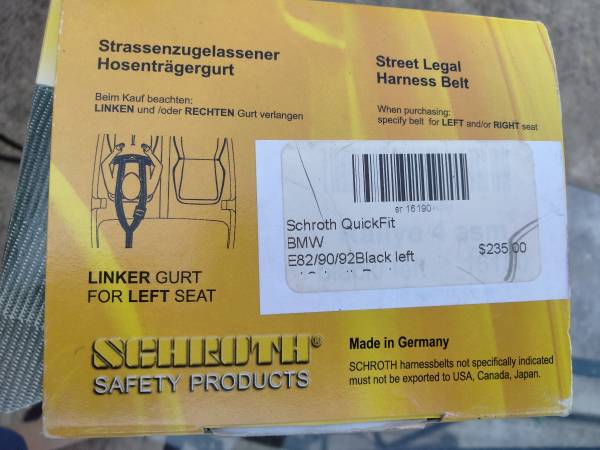 Strassenzugelassener
Hosenträgergurt
Beim Kauf beachten:
LINKEN und /oder RECHTEN Gurt verlangen
Street Legal
Harness Belt
When purchasing:
specify belt for LEFT and/or RIGHT seat
sr 16190
Schroth QuickFit
BMW
E82/90/92Black left
$235.00
LINKER GURT
FOR LEFT SEAT
SCHROTH®
SAFETY PRODUCTS
Made in Germany
SCHROTH harnessbelts not specifically indicated
must not be exported to USA, Canada, Japan.